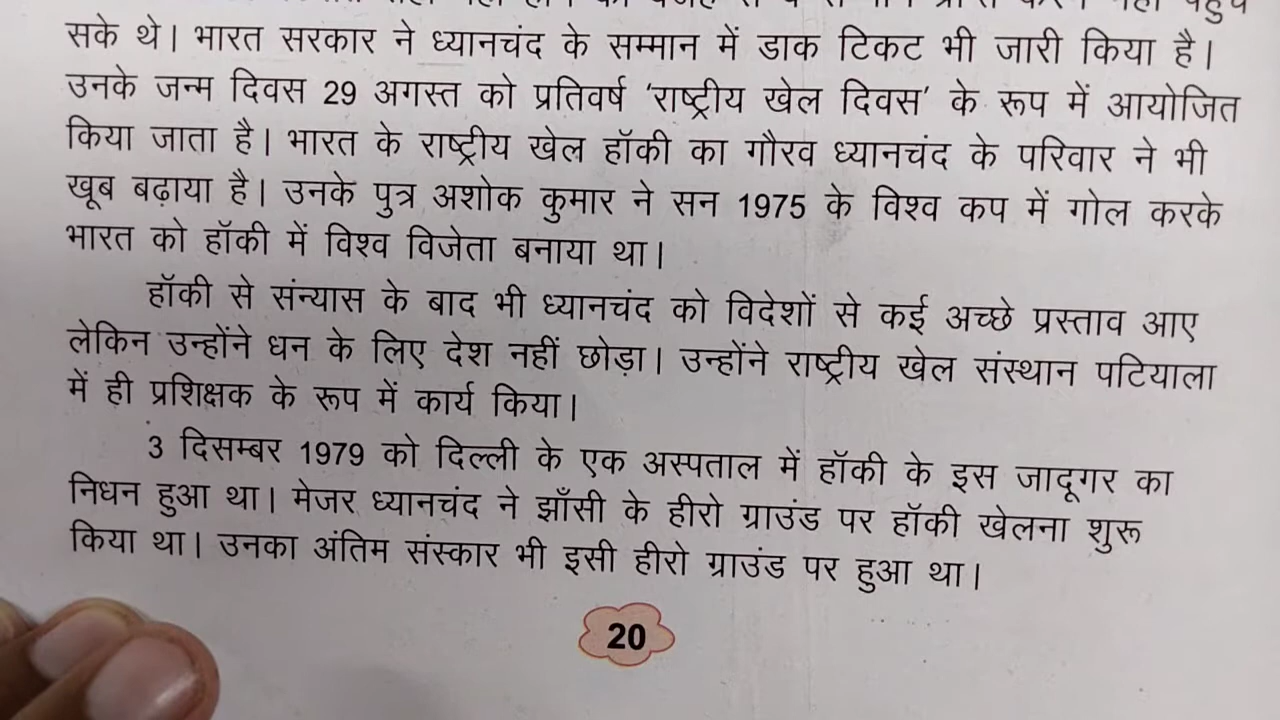 सके थे। भारत सरकार ने ध्यानचंद के सम्मान में डाक टिकट भी जारी किया है।
उनके जन्म दिवस 29 अगस्त को प्रतिवर्ष 'राष्ट्रीय खेल दिवस' के रूप में आयोजित
किया जाता है। भारत के राष्ट्रीय खेल हॉकी का गौरव ध्यानचंद के परिवार ने भी
खूब बढ़ाया है। उनके पुत्र अशोक कुमार ने सन 1975 के विश्व कप में गोल करके
भारत को हॉकी में विश्व विजेता बनाया था।
हॉकी से संन्यास के बाद भी ध्यानचंद को विदेशों से कई अच्छे प्रस्ताव आए
लेकिन उन्होंने धन के लिए देश नहीं छोड़ा। उन्होंने राष्ट्रीय खेल संस्थान पटियाला
में ही प्रशिक्षक के रूप में कार्य किया।
3 दिसम्बर 1979 को दिल्ली के एक अस्पताल में हॉकी के इस जादूगर का
निधन हुआ था। मेजर ध्यानचंद ने झाँसी के हीरो ग्राउंड पर हॉकी खेलना शुरू
किया था। उनका अंतिम संस्कार भी इसी हीरो ग्राउंड पर हुआ था।
20